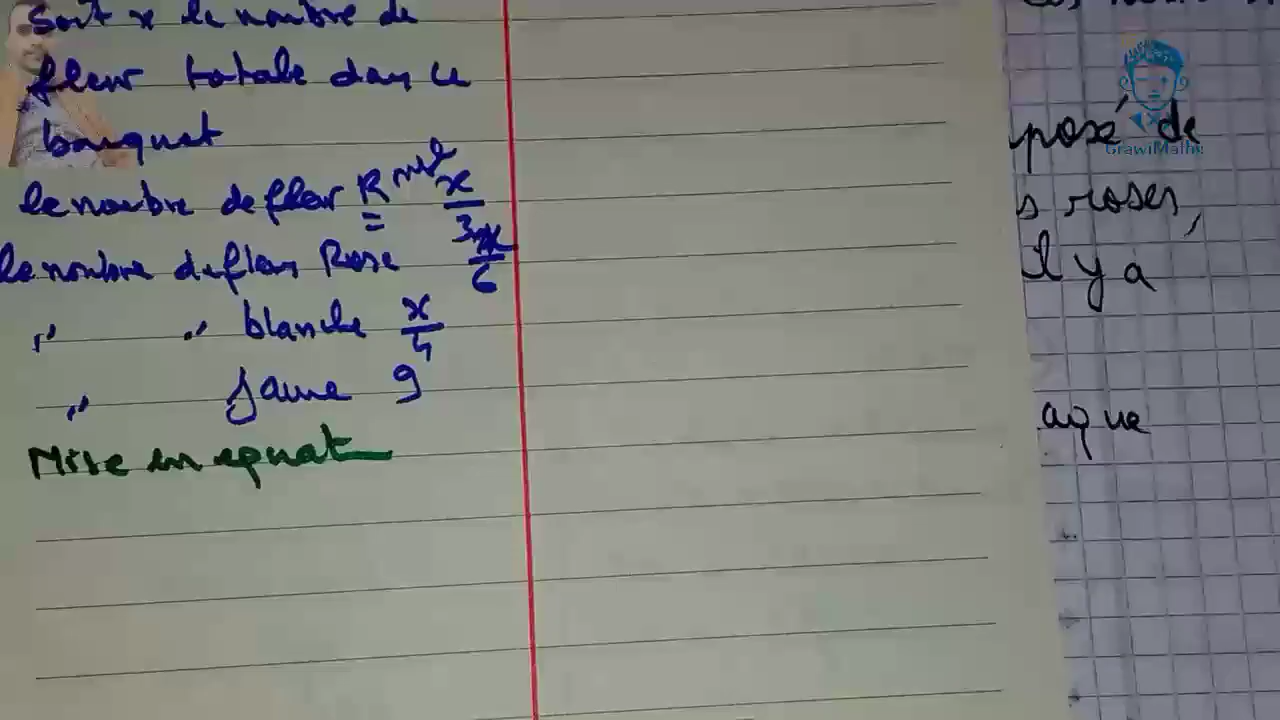 Soit x le nombre de
fleur totale dans ce
bouquet
le nombre de fleur R x/3
le nombre de fleur Rose x/6
〃 〃 blanche x/4
〃 Jaune 9
Mise en equat
posé de
GrawiMaths
s roses,
il y a
aque